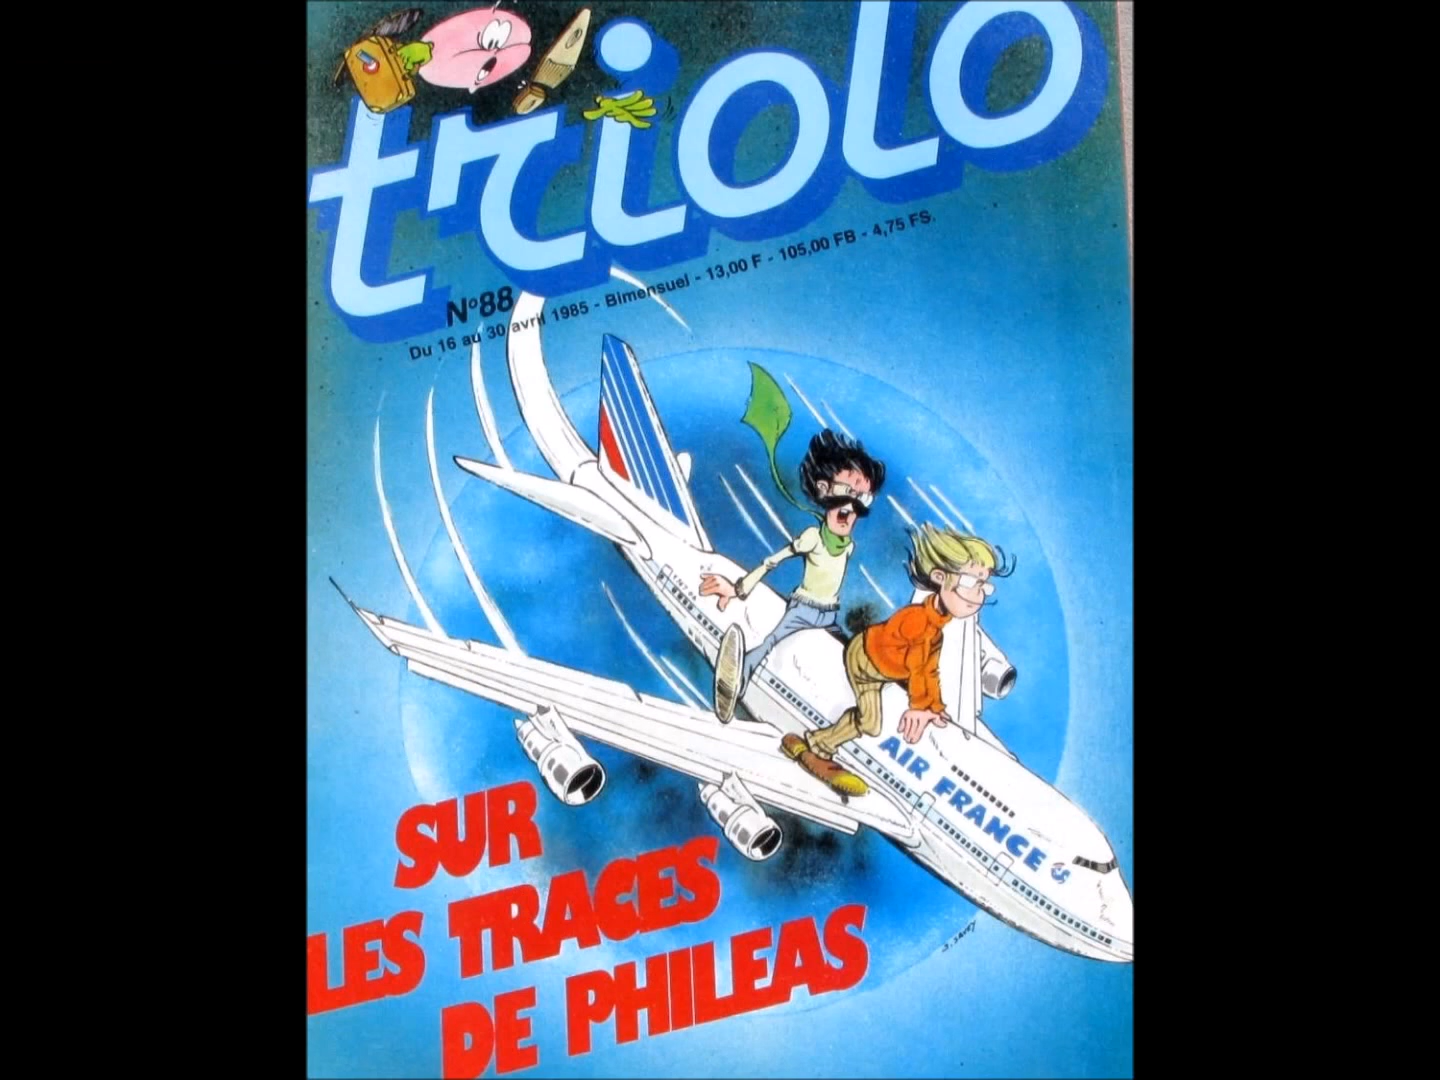 triolo
N°88
Du 16 au 30 avril 1985 - Bimensuel - 13,00 F - 105,00 FB - 4,75 FS.
AIR FRANCE
SUR
LES TRACES
DE PHILEAS